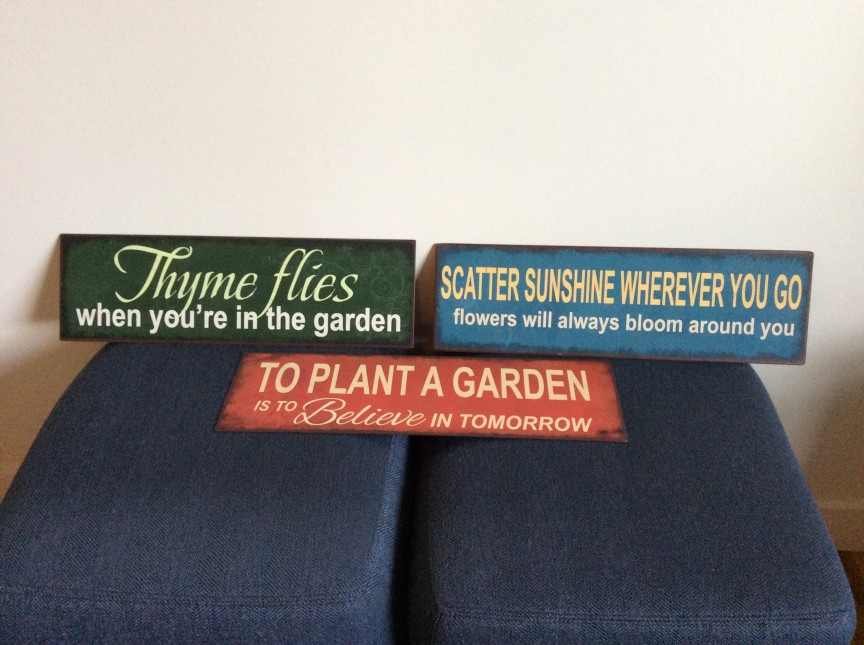 Thyme flies
when you're in the garden
SCATTER SUNSHINE WHEREVER YOU GO
flowers will always bloom around you
TO PLANT A GARDEN
IS TO Believe IN TOMORROW